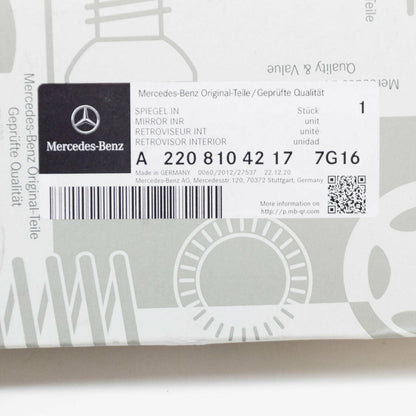 Mercedes-Benz Original-Teile/Geprüfte Qualität
SPIEGEL IN Stück 1
MIRROR INR unit
RETROVISEUR INT unité
RETROVISOR INTERIOR unidad
A 220 810 42 17 7G16
Made in GERMANY 0060/2012/27537 22.12.20
Mercedes-Benz AG, Mercedesstr.120, 70372 Stuttgart, Germany
More information on
http://p.mb-qr.com
Mercedes-Benz
Mercedes-Benz Original-Teile
Geprüfte Qualität
Quality & Value